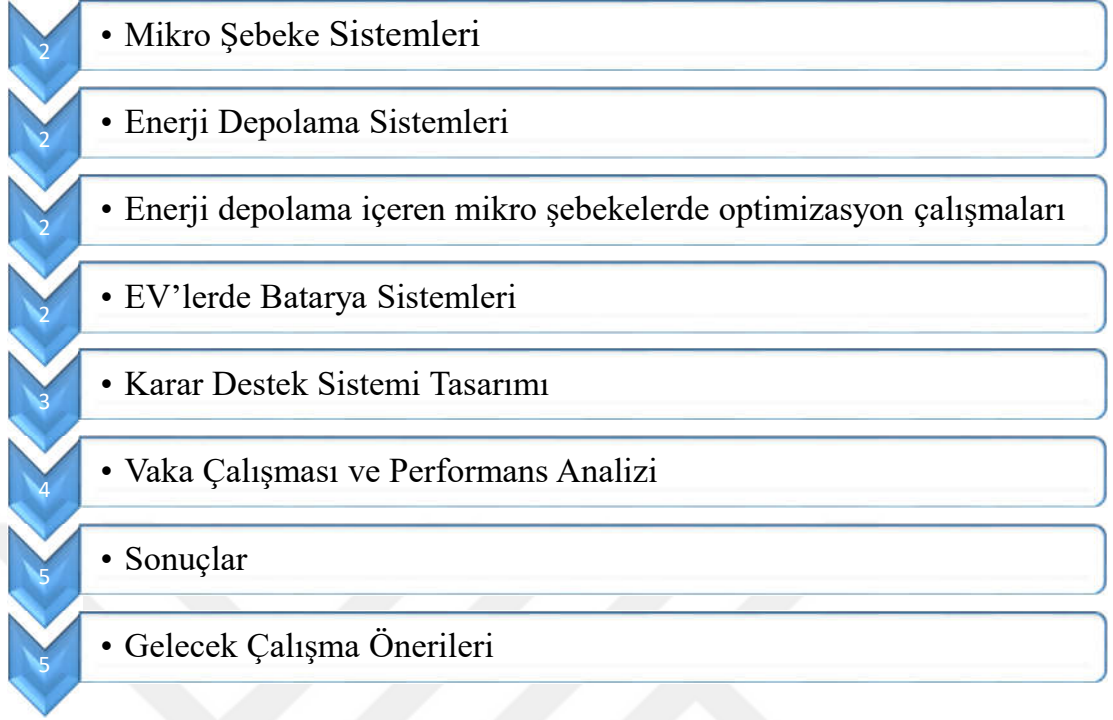 2
• Mikro Şebeke Sistemleri
2
• Enerji Depolama Sistemleri
2
• Enerji depolama içeren mikro şebekelerde optimizasyon çalışmaları
2
• EV’lerde Batarya Sistemleri
3
• Karar Destek Sistemi Tasarımı
4
• Vaka Çalışması ve Performans Analizi
5
• Sonuçlar
5
• Gelecek Çalışma Önerileri